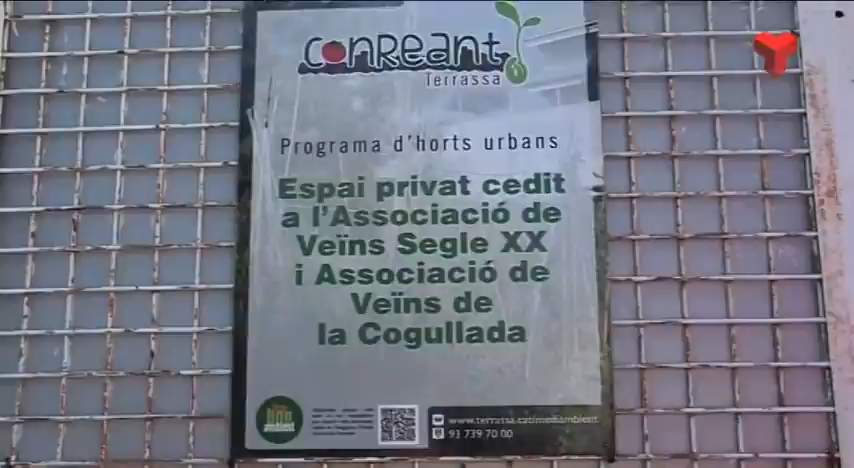 CONREANT
Terrassa
Programa d'horts urbans
Espai privat cedit
a l'Associació de
Veïns Segle XX
i Associació de
Veïns de
la Cogullada
www.terrassa.cat/mediambient
93 739 70 00